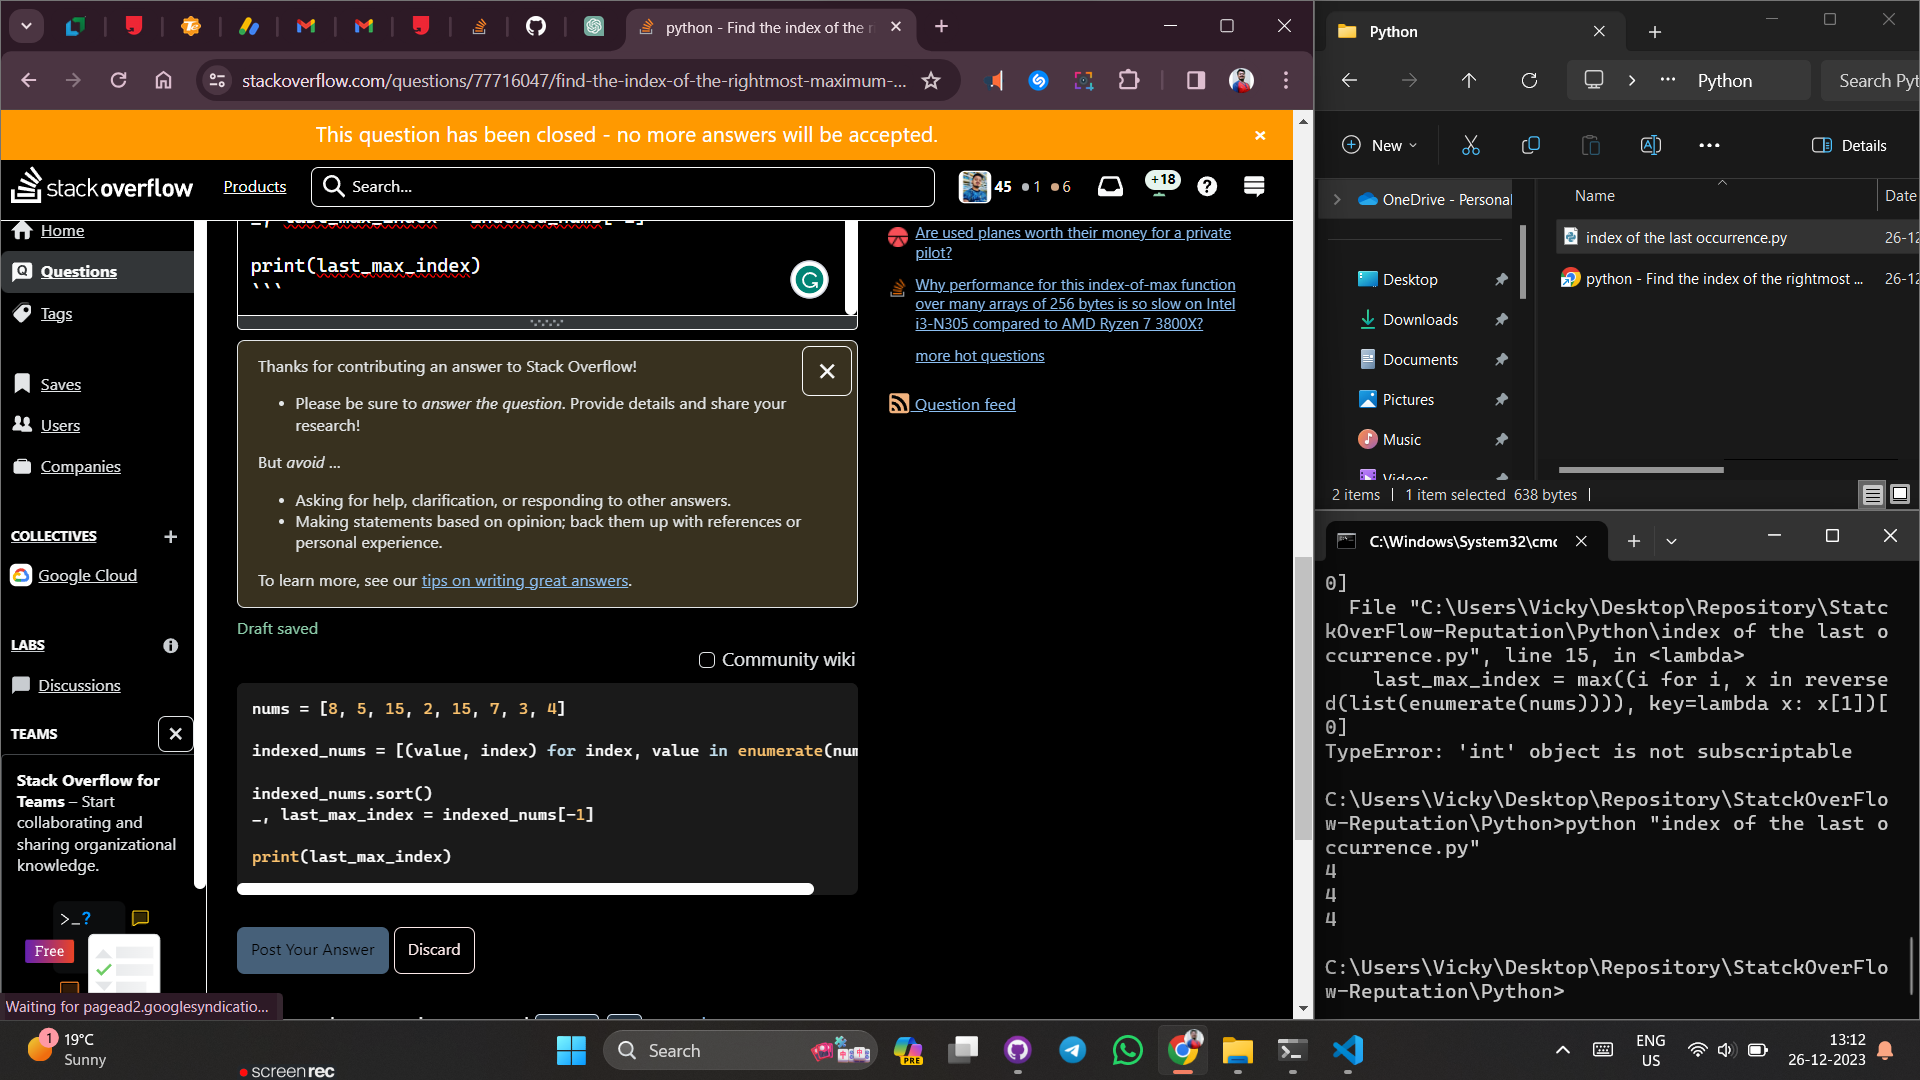 python - Find the index of the r
stackoverflow.com/questions/77716047/find-the-index-of-the-rightmost-maximum-...
This question has been closed - no more answers will be accepted.
stackoverflow
Products
Search...
45 1 6
+18
Home
Questions
Tags
Saves
Users
Companies
COLLECTIVES
Google Cloud
LABS
Discussions
TEAMS
Stack Overflow for
Teams – Start
collaborating and
sharing organizational
knowledge.
>_?
Free
Waiting for pagead2.googlesyndicatio...
_, last_max_index = indexed_nums[-1]
print(last_max_index)
```
Thanks for contributing an answer to Stack Overflow!
• Please be sure to answer the question. Provide details and share your
research!
But avoid ...
• Asking for help, clarification, or responding to other answers.
• Making statements based on opinion; back them up with references or
personal experience.
To learn more, see our tips on writing great answers.
Draft saved
Community wiki
nums = [8, 5, 15, 2, 15, 7, 3, 4]
indexed_nums = [(value, index) for index, value in enumerate(num
indexed_nums.sort()
_, last_max_index = indexed_nums[-1]
print(last_max_index)
Post Your Answer
Discard
Are used planes worth their money for a private
pilot?
Why performance for this index-of-max function
over many arrays of 256 bytes is so slow on Intel
i3-N305 compared to AMD Ryzen 7 3800X?
more hot questions
Question feed
Python
Python
Search Pyt
New
Details
OneDrive - Personal
Desktop
Downloads
Documents
Pictures
Music
Videos
Name
Date
index of the last occurrence.py
26-12
python - Find the index of the rightmost ...
26-12
2 items
1 item selected 638 bytes
C:\Windows\System32\cmc
0]
File "C:\Users\Vicky\Desktop\Repository\Statc
kOverFlow-Reputation\Python\index of the last o
ccurrence.py", line 15, in <lambda>
last_max_index = max((i for i, x in reverse
d(list(enumerate(nums)))), key=lambda x: x[1])[
0]
TypeError: 'int' object is not subscriptable
C:\Users\Vicky\Desktop\Repository\StatckOverFlo
w-Reputation\Python>python "index of the last o
ccurrence.py"
4
4
4
C:\Users\Vicky\Desktop\Repository\StatckOverFlo
w-Reputation\Python>
1
19°C
Sunny
screenrec
Search
PRE
ENG
US
13:12
26-12-2023